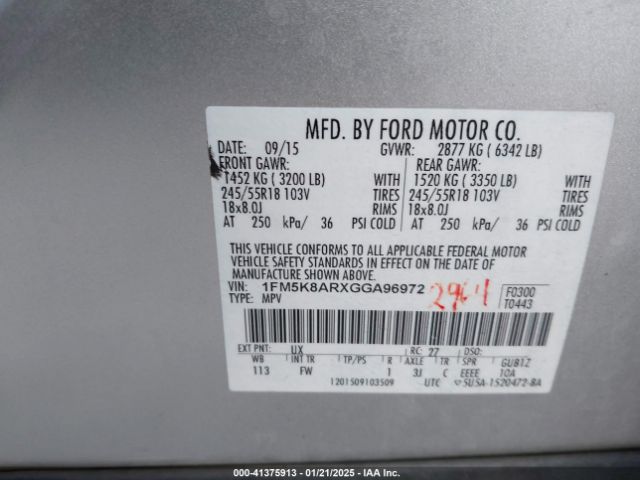 MFD. BY FORD MOTOR CO.
DATE: 09/15 GVWR: 2877 KG ( 6342 LB)
FRONT GAWR: REAR GAWR:
1452 KG ( 3200 LB) WITH 1520 KG ( 3350 LB) WITH
245/55R18 103V TIRES 245/55R18 103V TIRES
18x8.0J RIMS 18x8.0J RIMS
AT 250 kPa/ 36 PSI COLD AT 250 kPa/ 36 PSI COLD
THIS VEHICLE CONFORMS TO ALL APPLICABLE FEDERAL MOTOR
VEHICLE SAFETY STANDARDS IN EFFECT ON THE DATE OF
MANUFACTURE SHOWN ABOVE.
VIN: 1FM5K8ARXGGA96972 2964 F0300
TYPE: MPV T0443
EXT PNT: UX RC: 27 DSO:
WB INT TR TP/PS R AXLE TR SPR GU81Z
113 FW 1 3J C EEEE 10A
1201509103509 UTC 5U5A-1520472-BA
000-41375913 - 01/21/2025 - IAA Inc.